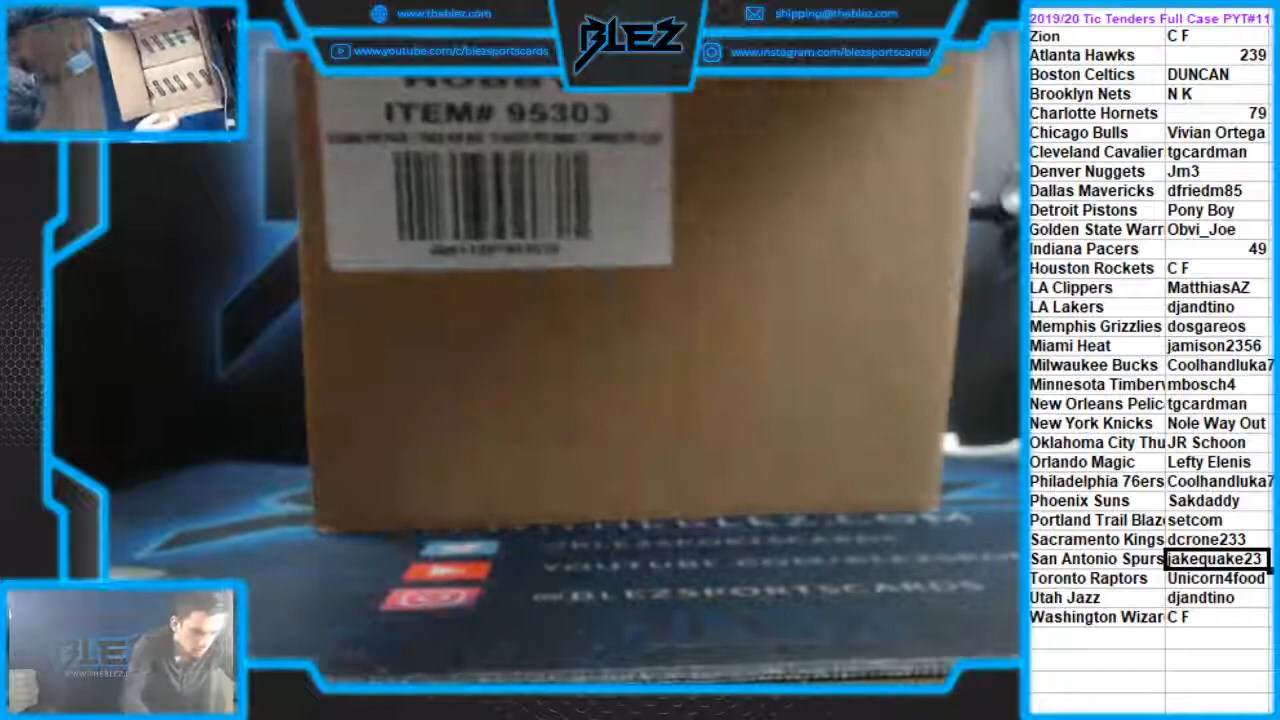 www.theblez.com
www.youtube.com/c/blezsportscards
BLEZ
shipping@theblez.com
www.instagram.com/blezsportscards/
ITEM# 95303
@BLEZSPORTSCARDS
BLEZ
2019/20 Tic Tenders Full Case PYT#11
Zion C F
Atlanta Hawks 239
Boston Celtics DUNCAN
Brooklyn Nets N K
Charlotte Hornets 79
Chicago Bulls Vivian Ortega
Cleveland Cavalier tgcardman
Denver Nuggets Jm3
Dallas Mavericks dfriedm85
Detroit Pistons Pony Boy
Golden State Warr Obvi_Joe
Indiana Pacers 49
Houston Rockets C F
LA Clippers MatthiasAZ
LA Lakers djandtino
Memphis Grizzlies dosgareos
Miami Heat jamison2356
Milwaukee Bucks Coolhandluka7
Minnesota Timberv mbosch4
New Orleans Pelic tgcardman
New York Knicks Nole Way Out
Oklahoma City Thu JR Schoon
Orlando Magic Lefty Elenis
Philadelphia 76ers Coolhandluka7
Phoenix Suns Sakdaddy
Portland Trail Blaze setcom
Sacramento Kings dcrone233
San Antonio Spurs jakequake23
Toronto Raptors Unicorn4food
Utah Jazz djandtino
Washington Wizar C F